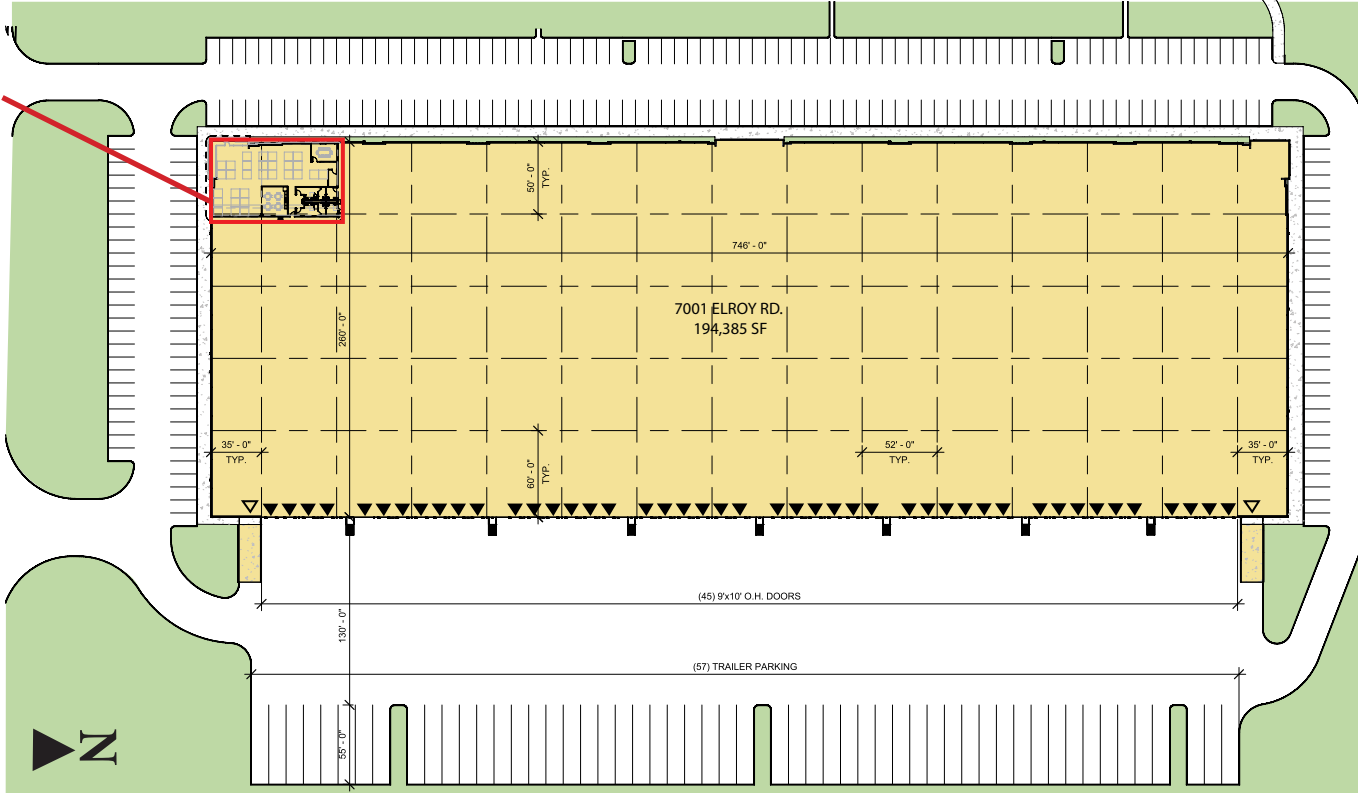 50' - 0"
TYP.
746' - 0"
7001 ELROY RD.
194,385 SF
260' - 0"
35' - 0"
TYP.
60' - 0"
TYP.
52' - 0"
TYP.
35' - 0"
TYP.
(45) 9'x10' O.H. DOORS
130' - 0"
(57) TRAILER PARKING
55' - 0"
N